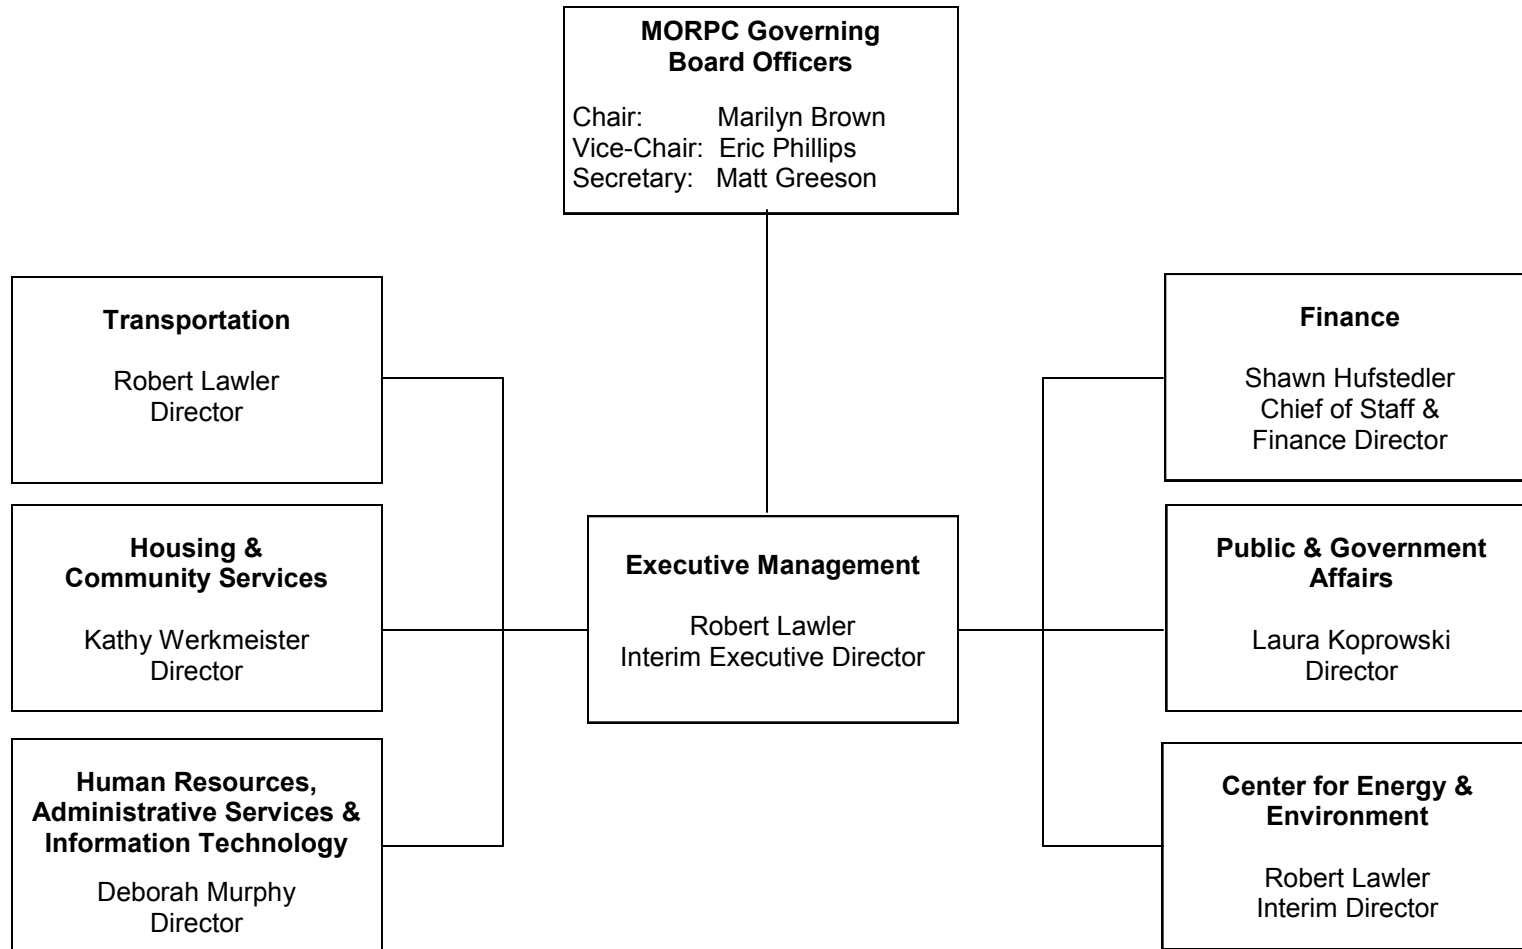 MORPC Governing
Board Officers
Chair: Marilyn Brown
Vice-Chair: Eric Phillips
Secretary: Matt Greeson
Transportation
Robert Lawler
Director
Housing &
Community Services
Kathy Werkmeister
Director
Human Resources,
Administrative Services &
Information Technology
Deborah Murphy
Director
Executive Management
Robert Lawler
Interim Executive Director
Finance
Shawn Hufstedler
Chief of Staff &
Finance Director
Public & Government
Affairs
Laura Koprowski
Director
Center for Energy &
Environment
Robert Lawler
Interim Director